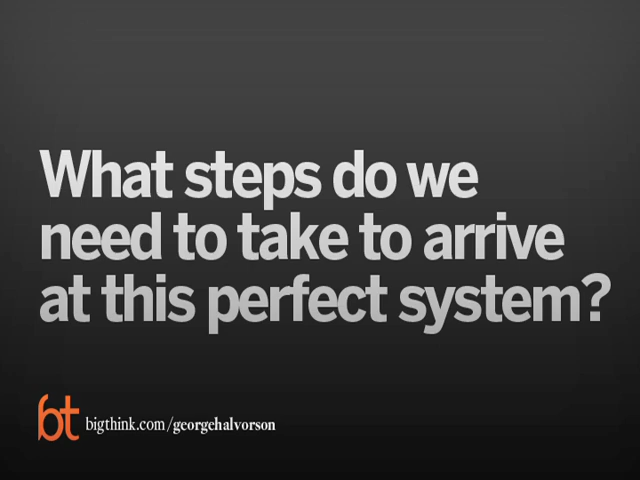 What steps do we
need to take to arrive
at this perfect system?
bt bigthink.com/georgehalvorson